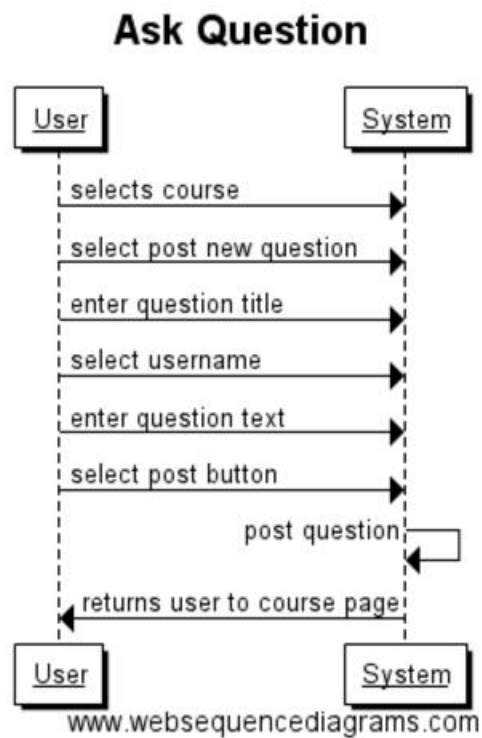 Ask Question
User System
selects course
select post new question
enter question title
select username
enter question text
select post button
post question
returns user to course page
User System
www.websequencediagrams.com